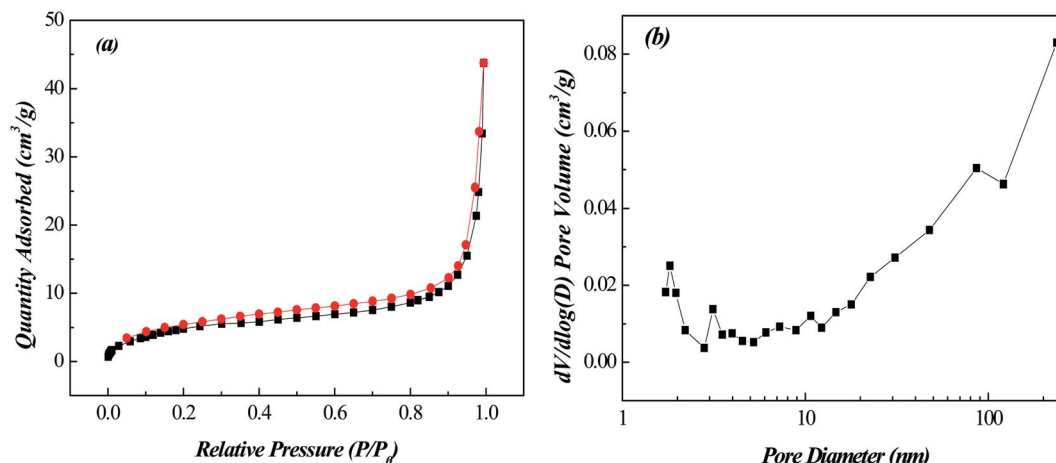 (a)
Quantity Adsorbed (cm³/g)
50
40
30
20
10
0
0.0 0.2 0.4 0.6 0.8 1.0
Relative Pressure (P/P₀)
(b)
dV/dlog(D) Pore Volume (cm³/g)
0.08
0.06
0.04
0.02
0.00
1 10 100
Pore Diameter (nm)